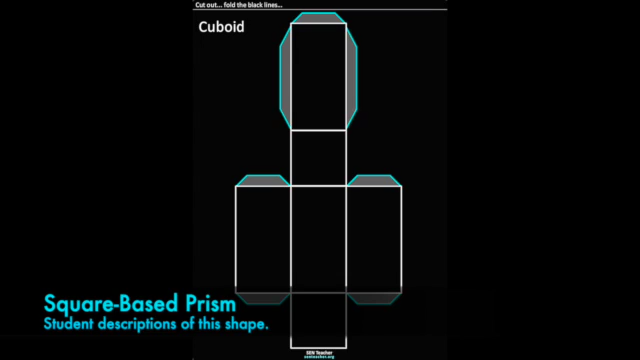 Cut out... fold the black lines...
Cuboid
Square-Based Prism
Student descriptions of this shape.
SEN Teacher
senteacher.org